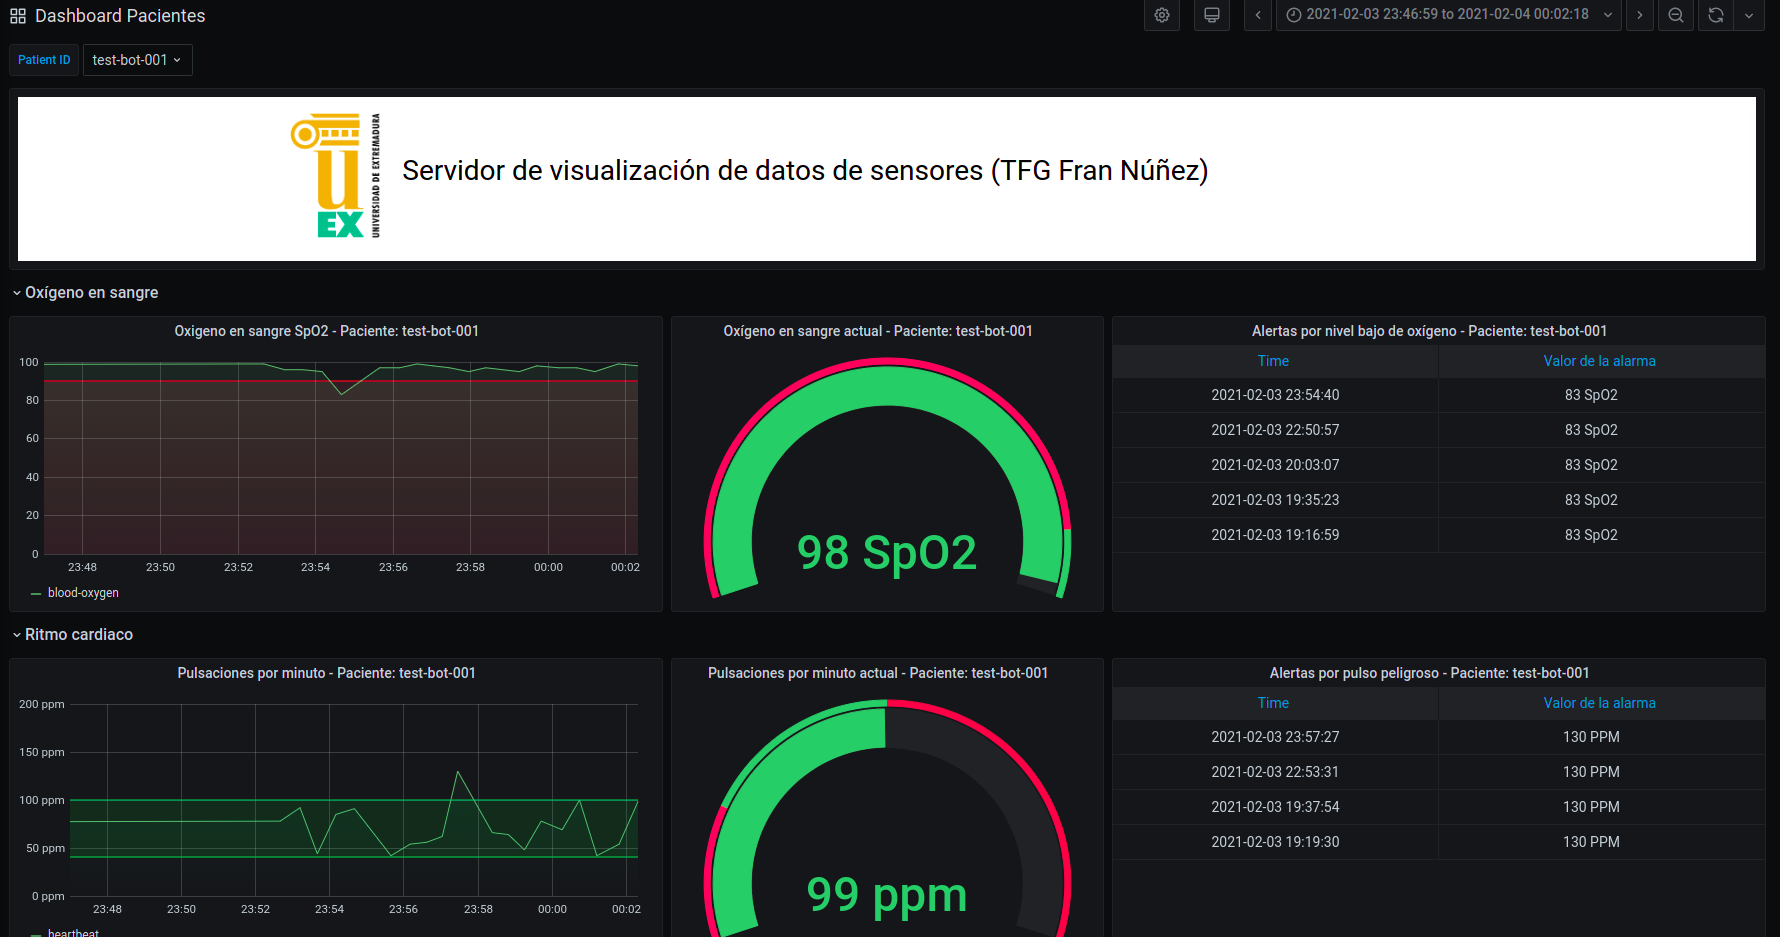 Dashboard Pacientes
2021-02-03 23:46:59 to 2021-02-04 00:02:18
Patient ID
test-bot-001
UNIVERSIDAD DE EXTREMADURA
u
EX
Servidor de visualización de datos de sensores (TFG Fran Núñez)
Oxígeno en sangre
Oxigeno en sangre SpO2 - Paciente: test-bot-001
100
80
60
40
20
0
23:48 23:50 23:52 23:54 23:56 23:58 00:00 00:02
blood-oxygen
Oxígeno en sangre actual - Paciente: test-bot-001
98 SpO2
Alertas por nivel bajo de oxígeno - Paciente: test-bot-001
Time Valor de la alarma
2021-02-03 23:54:40 83 SpO2
2021-02-03 22:50:57 83 SpO2
2021-02-03 20:03:07 83 SpO2
2021-02-03 19:35:23 83 SpO2
2021-02-03 19:16:59 83 SpO2
Ritmo cardiaco
Pulsaciones por minuto - Paciente: test-bot-001
200 ppm
150 ppm
100 ppm
50 ppm
0 ppm
23:48 23:50 23:52 23:54 23:56 23:58 00:00 00:02
heartbeat
Pulsaciones por minuto actual - Paciente: test-bot-001
99 ppm
Alertas por pulso peligroso - Paciente: test-bot-001
Time Valor de la alarma
2021-02-03 23:57:27 130 PPM
2021-02-03 22:53:31 130 PPM
2021-02-03 19:37:54 130 PPM
2021-02-03 19:19:30 130 PPM